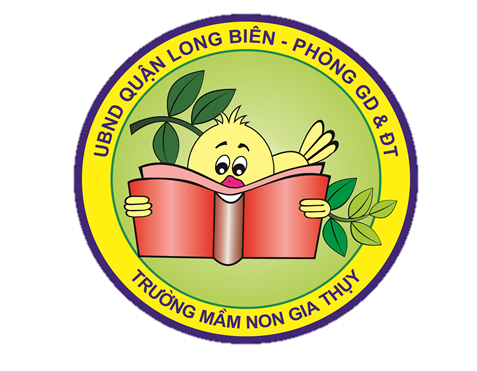 UBND QUẬN LONG BIÊN - PHÒNG GD & ĐT
TRƯỜNG MẦM NON GIA THỤY